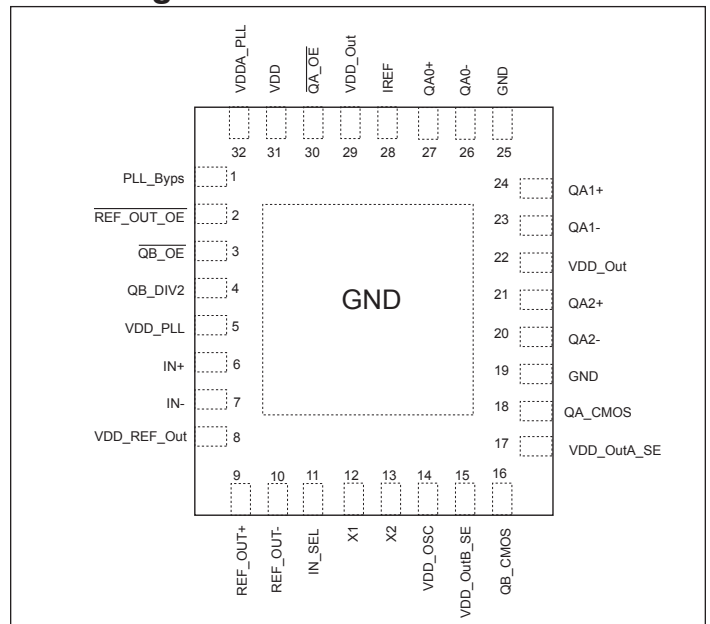 VDDA_PLL
VDD
QA_OE
VDD_Out
IREF
QA0+
QA0-
GND
32 31 30 29 28 27 26 25
PLL_Byps 1
REF_OUT_OE 2
QB_OE 3
QB_DIV2 4
VDD_PLL 5
IN+ 6
IN- 7
VDD_REF_Out 8
GND
24 QA1+
23 QA1-
22 VDD_Out
21 QA2+
20 QA2-
19 GND
18 QA_CMOS
17 VDD_OutA_SE
9 10 11 12 13 14 15 16
REF_OUT+
REF_OUT-
IN_SEL
X1
X2
VDD_OSC
VDD_OutB_SE
QB_CMOS